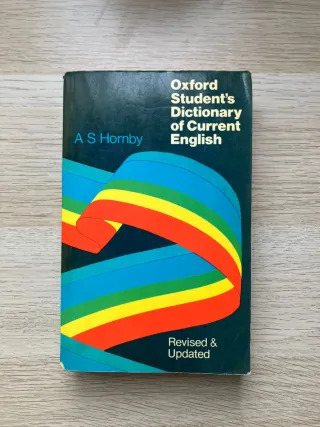 Oxford
Student's
Dictionary
of Current
English
A S Hornby
Revised &
Updated